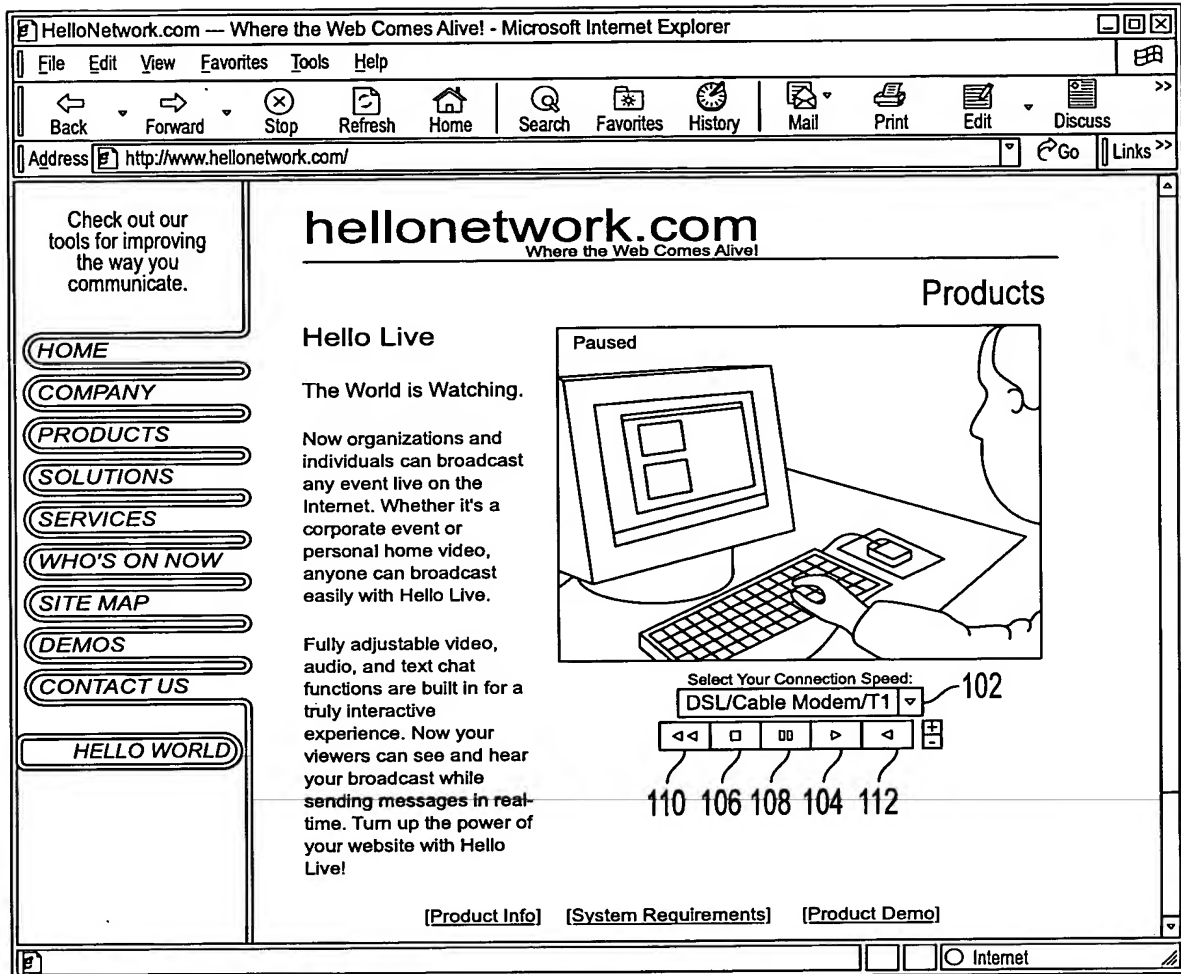 HelloNetwork.com — Where the Web Comes Alive! - Microsoft Internet Explorer
File Edit View Favorites Tools Help
Back Forward Stop Refresh Home Search Favorites History Mail Print Edit Discuss >>
Address http://www.hellonetwork.com/ Go Links >>
Check out our
tools for improving
the way you
communicate.
HOME
COMPANY
PRODUCTS
SOLUTIONS
SERVICES
WHO'S ON NOW
SITE MAP
DEMOS
CONTACT US
HELLO WORLD
hellonetwork.com
Where the Web Comes Alive!
Products
Hello Live
The World is Watching.
Now organizations and
individuals can broadcast
any event live on the
Internet. Whether it's a
corporate event or
personal home video,
anyone can broadcast
easily with Hello Live.
Fully adjustable video,
audio, and text chat
functions are built in for a
truly interactive
experience. Now your
viewers can see and hear
your broadcast while
sending messages in real-
time. Turn up the power of
your website with Hello
Live!
Paused
Select Your Connection Speed:
DSL/Cable Modem/T1
102
+
-
110 106 108 104 112
[Product Info] [System Requirements] [Product Demo]
Internet